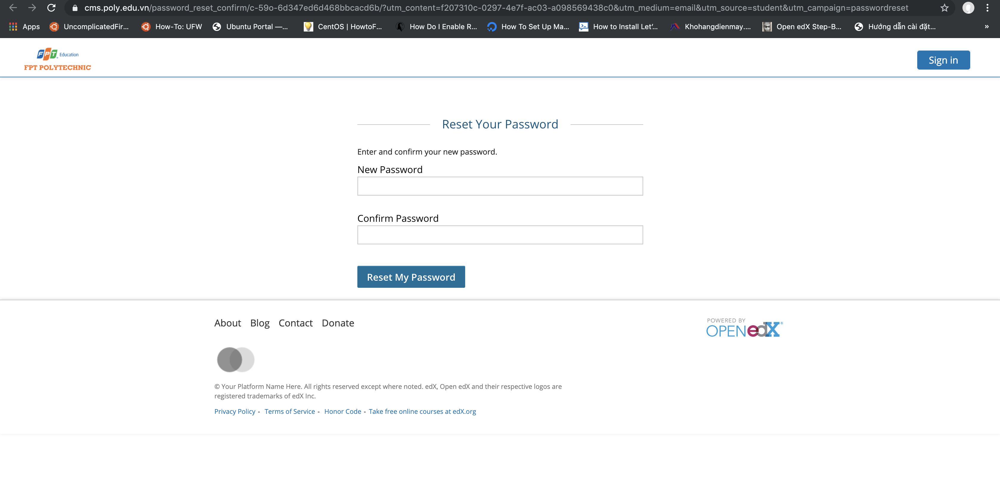 cms.poly.edu.vn/password_reset_confirm/c-59o-6d347ed6d468bbcacd6b/?utm_content=f207310c-0297-4e7f-ac03-a098569438c0&utm_medium=email&utm_source=student&utm_campaign=passwordreset
Apps UncomplicatedFir... How-To: UFW Ubuntu Portal —... CentOS | HowtoF... How Do I Enable R... How To Set Up Ma... How to Install Let'... Khohangdienmay.... Open edX Step-B... Hướng dẫn cài đặt... »
FPT Education
FPT POLYTECHNIC
Sign in
Reset Your Password
Enter and confirm your new password.
New Password
Confirm Password
Reset My Password
About Blog Contact Donate
POWERED BY
OPEN edX®
© Your Platform Name Here. All rights reserved except where noted. edX, Open edX and their respective logos are
registered trademarks of edX Inc.
Privacy Policy - Terms of Service - Honor Code - Take free online courses at edX.org